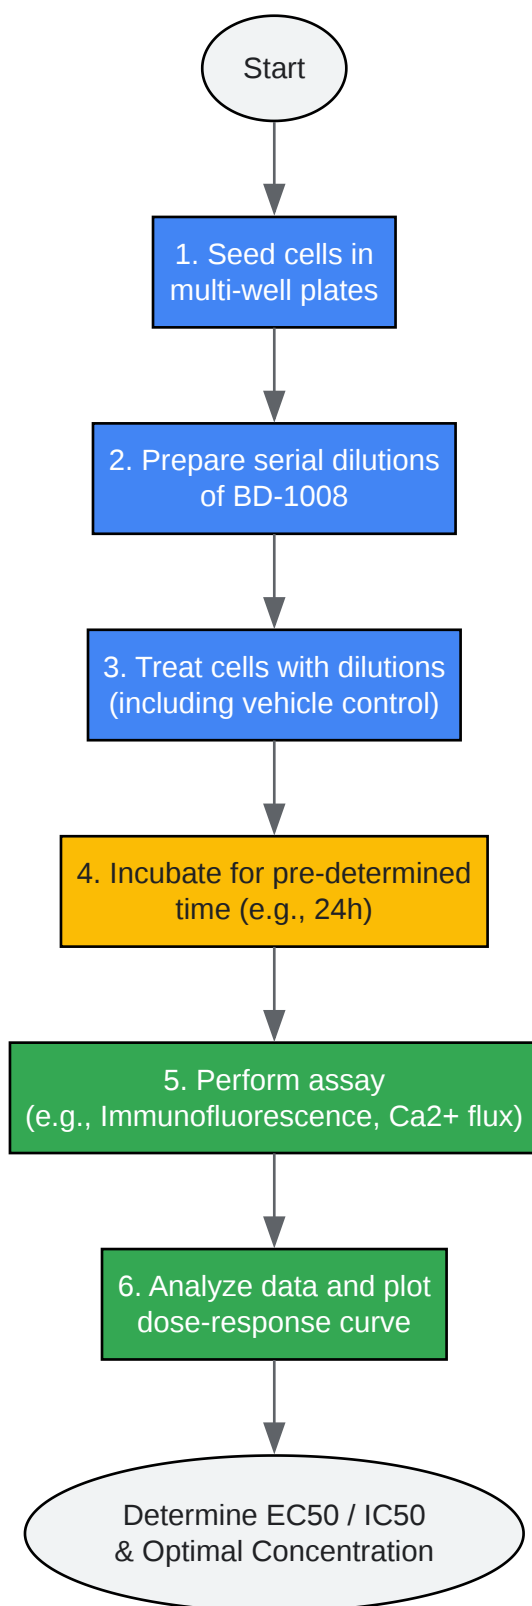 Start
1. Seed cells in
multi-well plates
2. Prepare serial dilutions
of BD-1008
3. Treat cells with dilutions
(including vehicle control)
4. Incubate for pre-determined
time (e.g., 24h)
5. Perform assay
(e.g., Immunofluorescence, Ca2+ flux)
6. Analyze data and plot
dose-response curve
Determine EC50 / IC50
& Optimal Concentration